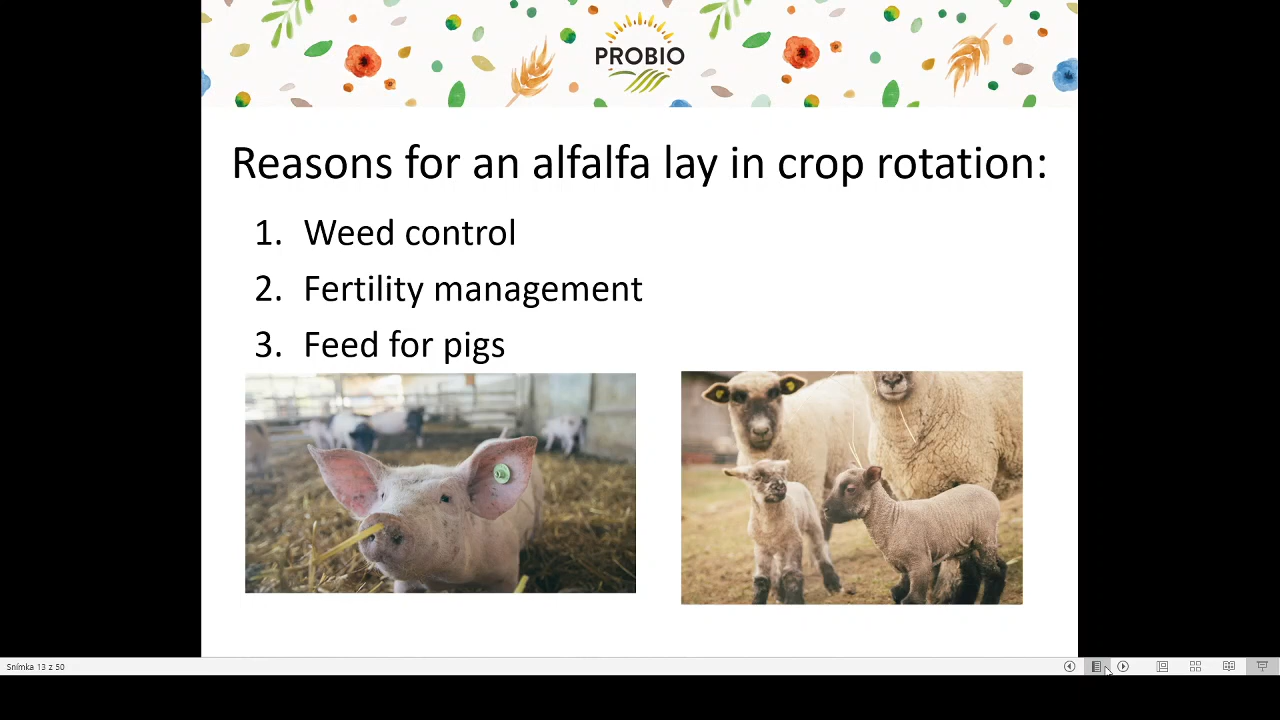 PROBIO
Reasons for an alfalfa lay in crop rotation:
1. Weed control
2. Fertility management
3. Feed for pigs
Snímka 13 z 50